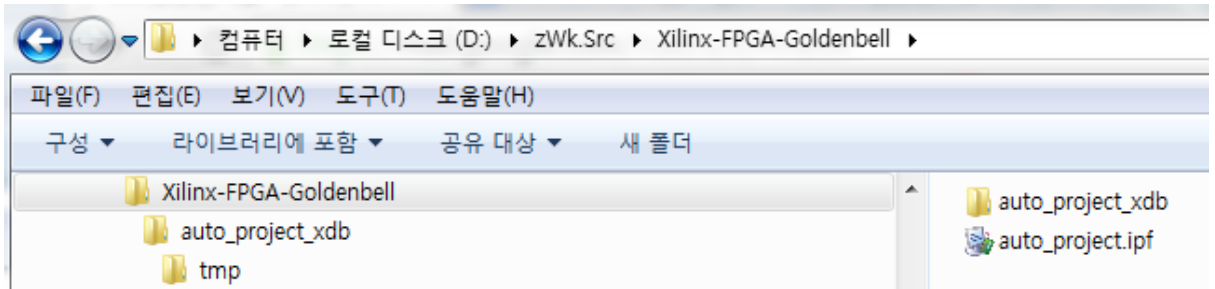 컴퓨터 ▸ 로컬 디스크 (D:) ▸ zWk.Src ▸ Xilinx-FPGA-Goldenbell ▸
파일(F) 편집(E) 보기(V) 도구(T) 도움말(H)
구성 ▾ 라이브러리에 포함 ▾ 공유 대상 ▾ 새 폴더
Xilinx-FPGA-Goldenbell
auto_project_xdb
tmp
auto_project_xdb
auto_project.ipf